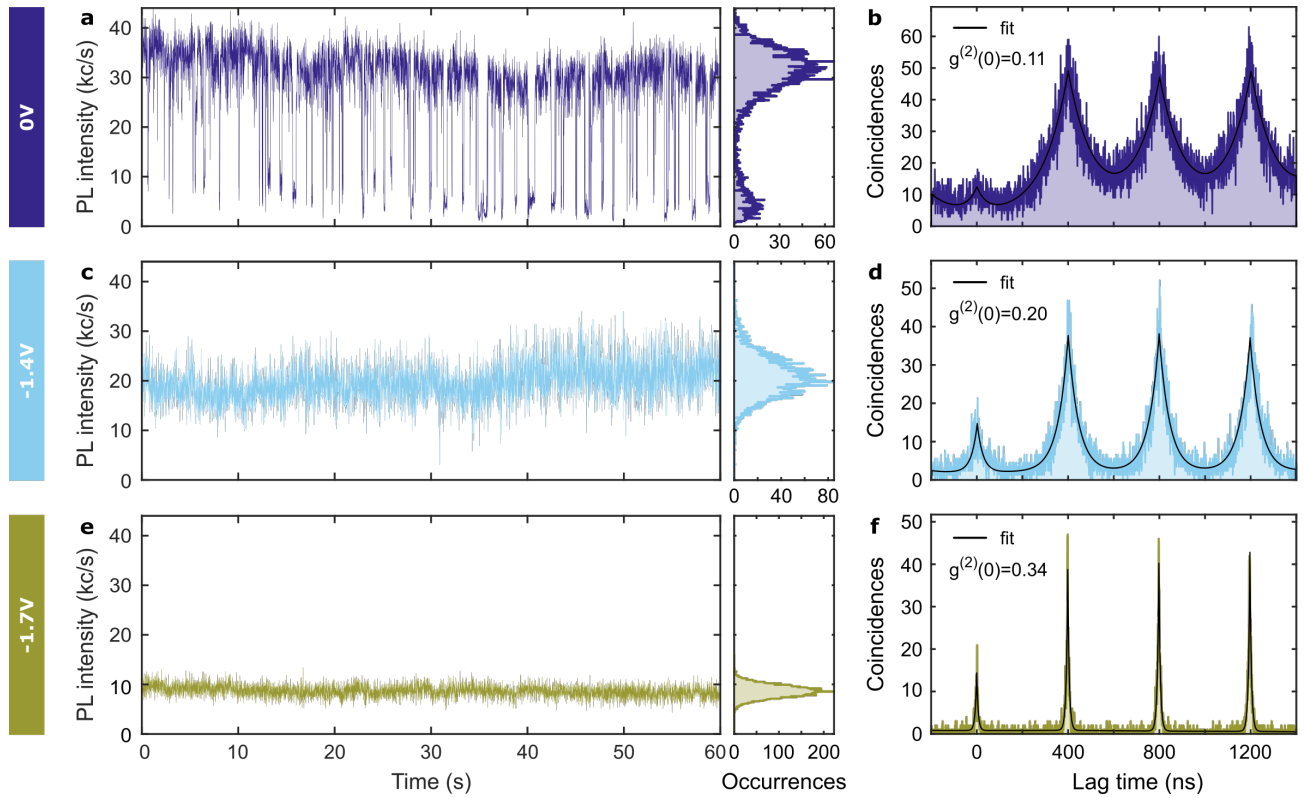 0V
a
PL intensity (kc/s)
40
30
20
10
0
0 30 60
b
fit
g(2)(0)=0.11
Coincidences
60
50
40
30
20
10
0
-1.4V
c
PL intensity (kc/s)
40
30
20
10
0
0 40 80
d
fit
g(2)(0)=0.20
Coincidences
50
40
30
20
10
0
-1.7V
e
PL intensity (kc/s)
40
30
20
10
0
0 10 20 30 40 50 60
Time (s)
0 100 200
Occurrences
f
fit
g(2)(0)=0.34
Coincidences
50
40
30
20
10
0
0 400 800 1200
Lag time (ns)